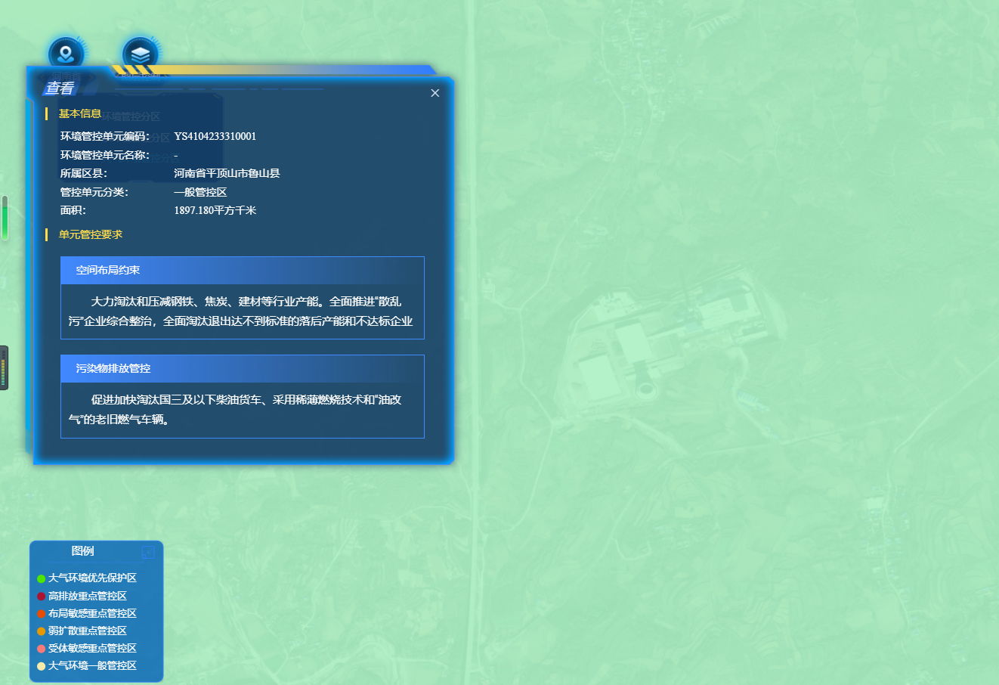 查看
基本信息
环境管控单元编码： YS4104233310001
环境管控单元名称： -
所属区县： 河南省平顶山市鲁山县
管控单元分类： 一般管控区
面积： 1897.180平方千米
单元管控要求
空间布局约束
大力淘汰和压减钢铁、焦炭、建材等行业产能。全面推进“散乱
污”企业综合整治，全面淘汰退出达不到标准的落后产能和不达标企业
污染物排放管控
促进加快淘汰国三及以下柴油货车、采用稀薄燃烧技术和“油改
气”的老旧燃气车辆。
图例
大气环境优先保护区
高排放重点管控区
布局敏感重点管控区
弱扩散重点管控区
受体敏感重点管控区
大气环境一般管控区